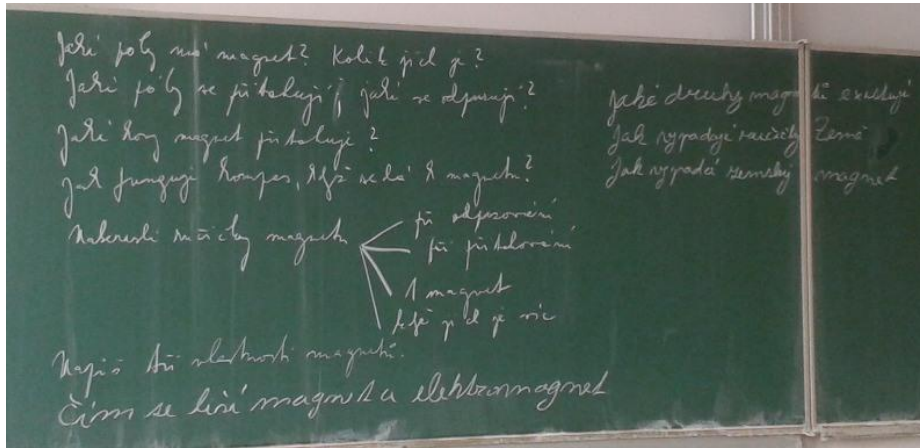 Jaké póly má magnet? Kolik jich je?
Jaké póly se přitahují, jaké se odpuzují?
Jaké kovy magnet přitahuje?
Jak funguje kompas, když se dá k magnetu?
Nakresli siločáry magnetu
při odpuzování
při přitahování
1 magnet
když jich je víc
Napiš tři vlastnosti magnetů.
Čím se liší magnet a elektromagnet
Jaké druhy magnetů existují
Jak vypadají Země
Jak vypadá zemský magnet